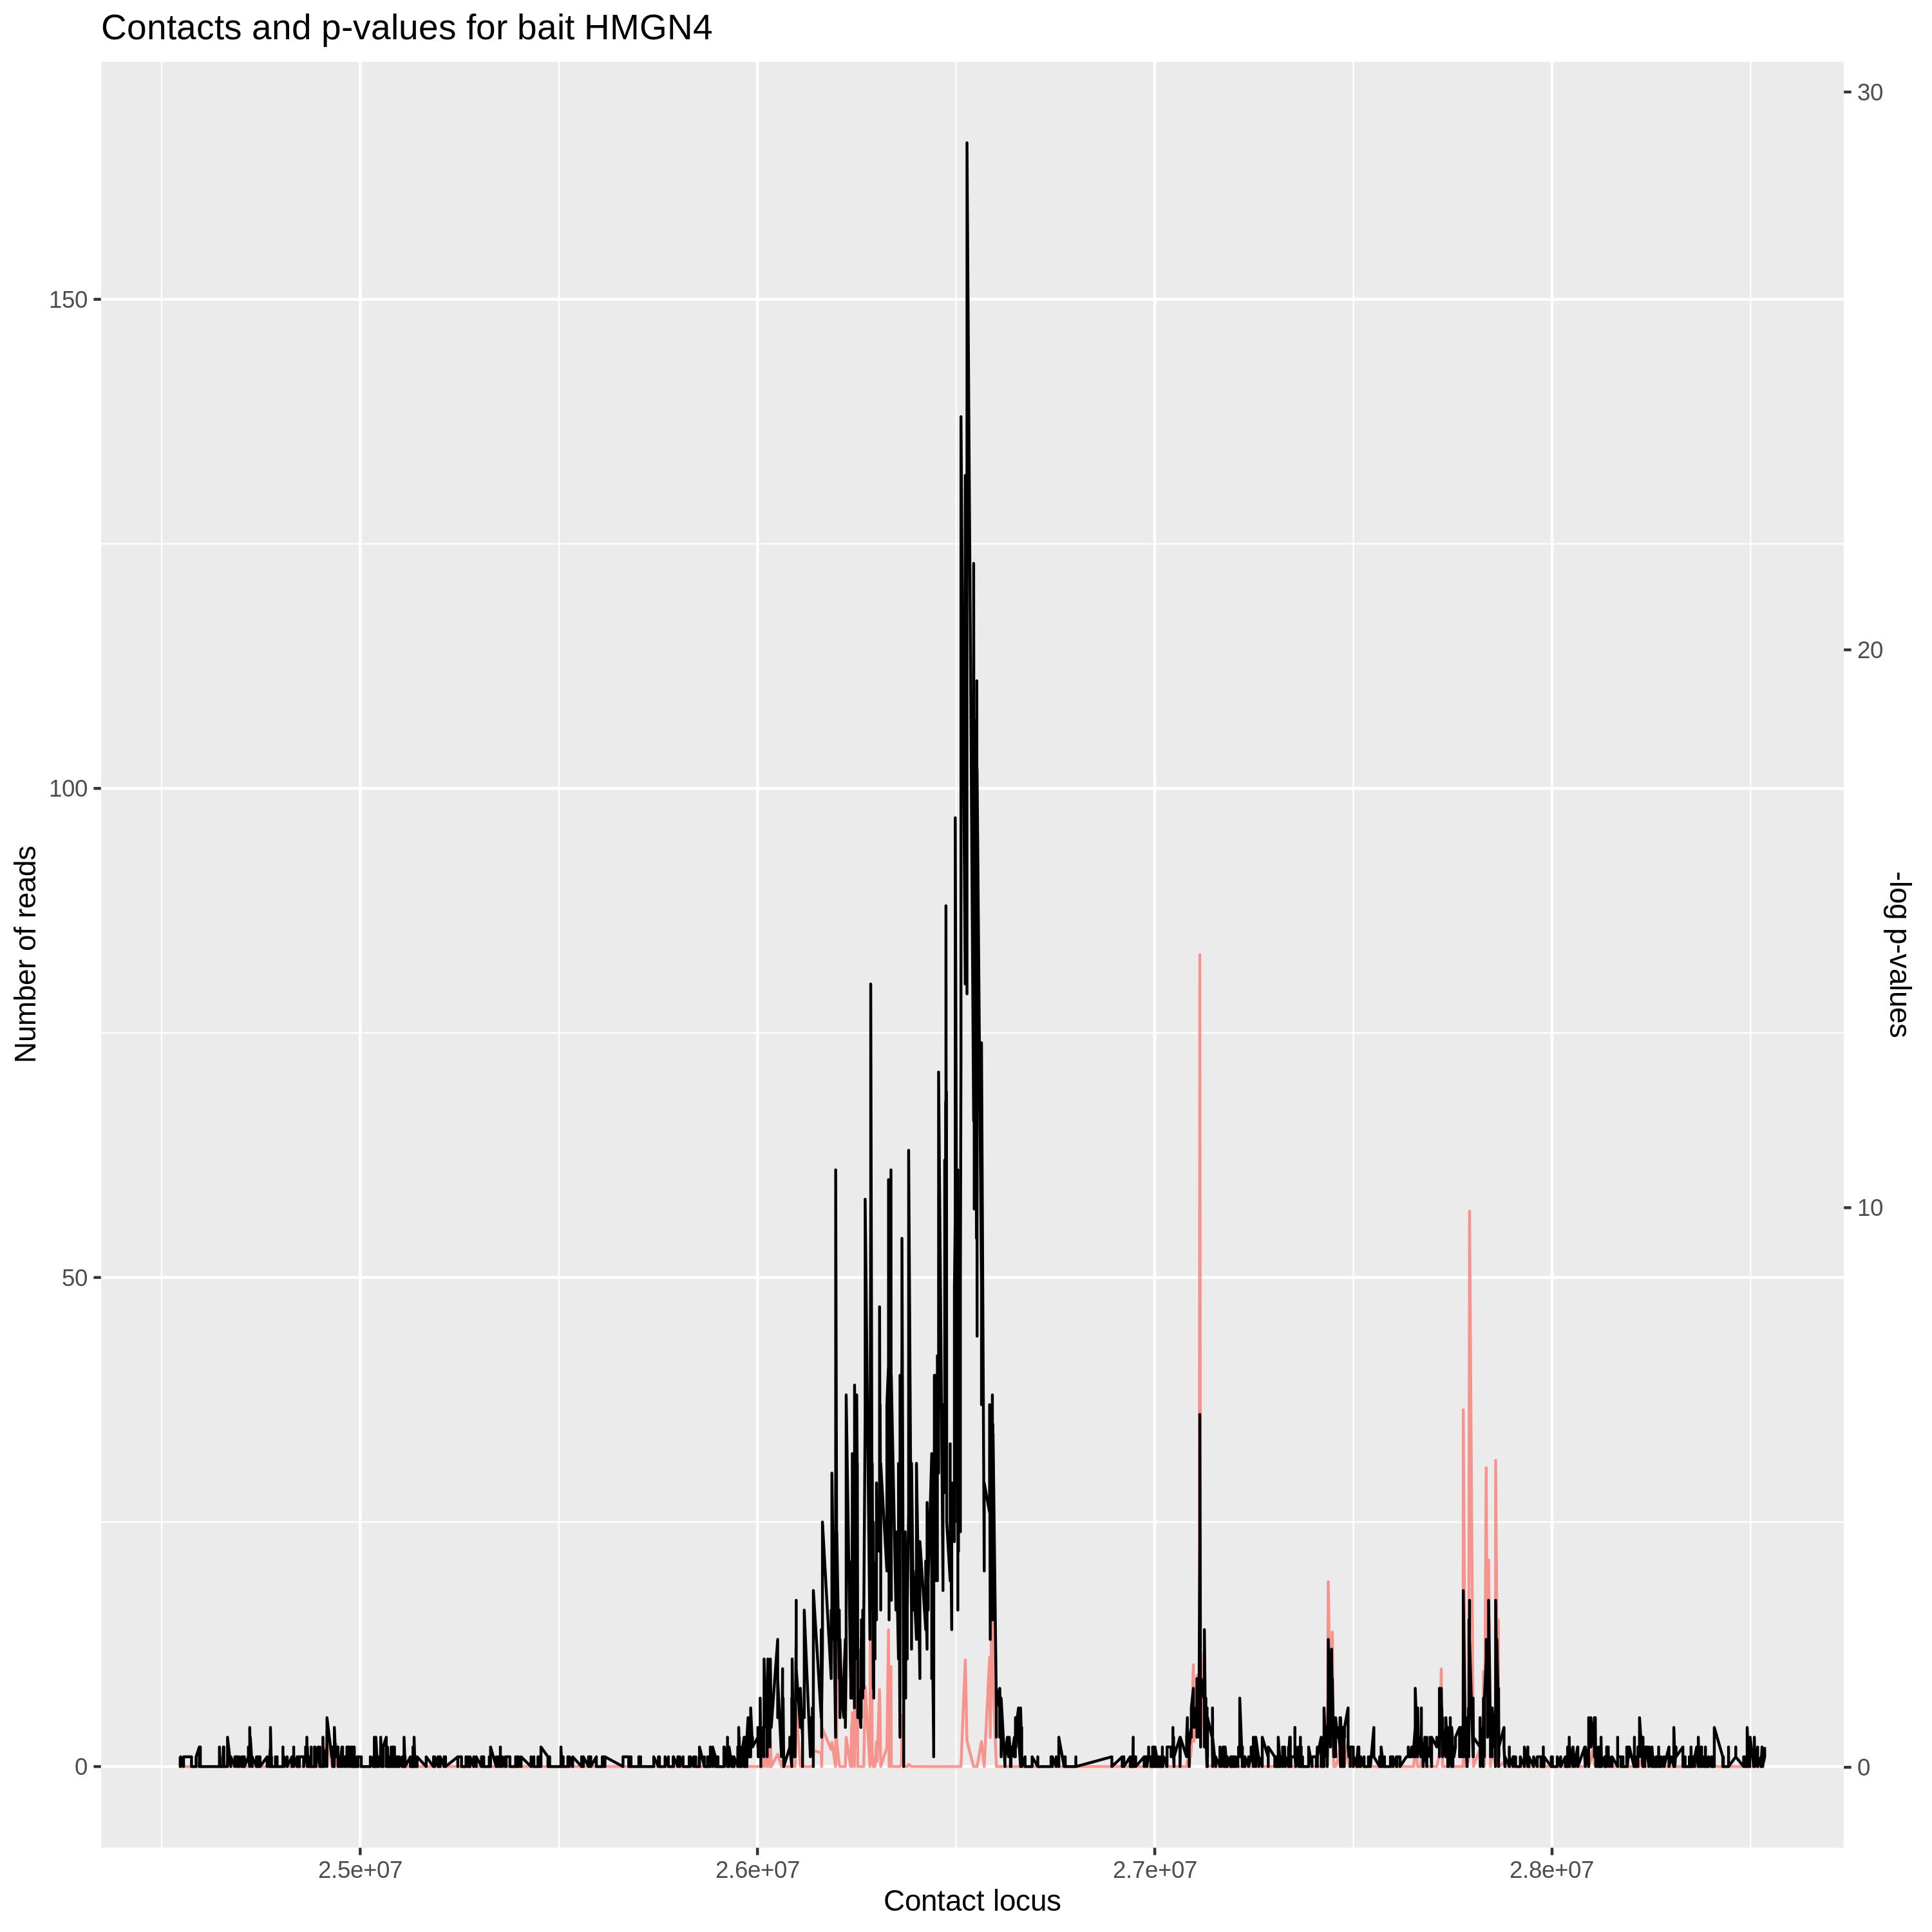 Contacts and p-values for bait HMGN4
Number of reads
150
100
50
0
30
20
10
0
-log p-values
2.5e+07
2.6e+07
2.7e+07
2.8e+07
Contact locus